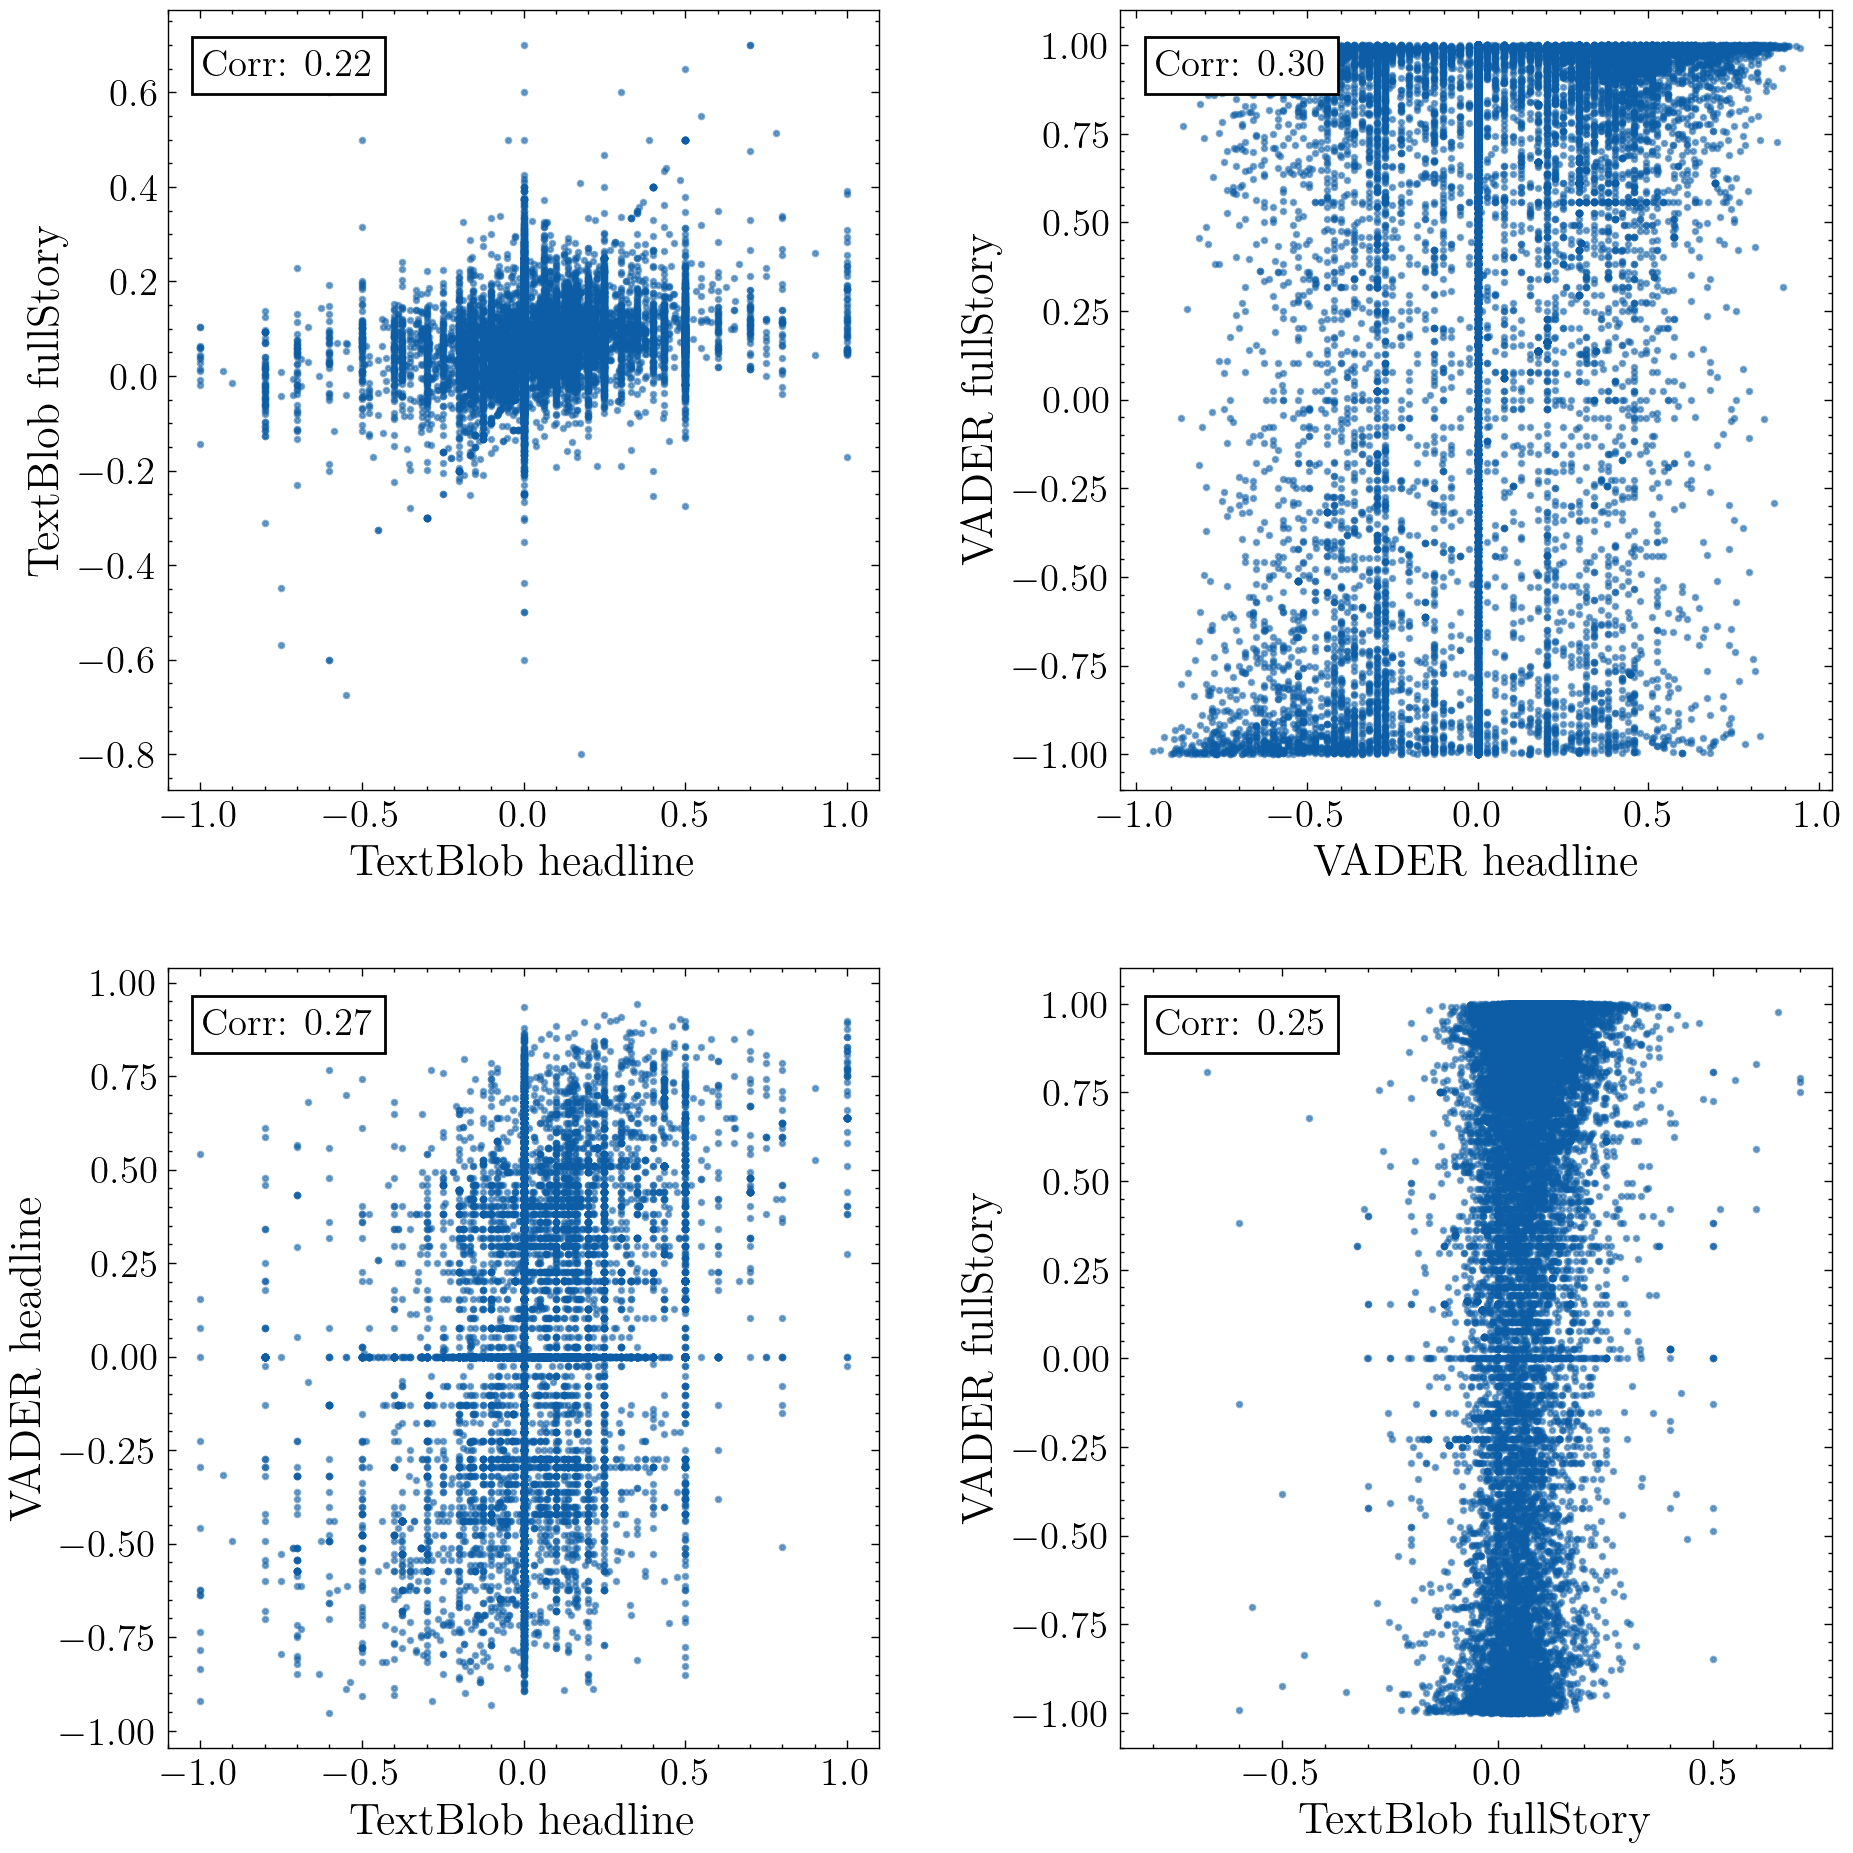 Corr: 0.22
0.6
0.4
0.2
0.0
−0.2
−0.4
−0.6
−0.8
TextBlob fullStory
−1.0 −0.5 0.0 0.5 1.0
TextBlob headline
Corr: 0.30
1.00
0.75
0.50
0.25
0.00
−0.25
−0.50
−0.75
−1.00
VADER fullStory
−1.0 −0.5 0.0 0.5 1.0
VADER headline
Corr: 0.27
1.00
0.75
0.50
0.25
0.00
−0.25
−0.50
−0.75
−1.00
VADER headline
−1.0 −0.5 0.0 0.5 1.0
TextBlob headline
Corr: 0.25
1.00
0.75
0.50
0.25
0.00
−0.25
−0.50
−0.75
−1.00
VADER fullStory
−0.5 0.0 0.5
TextBlob fullStory